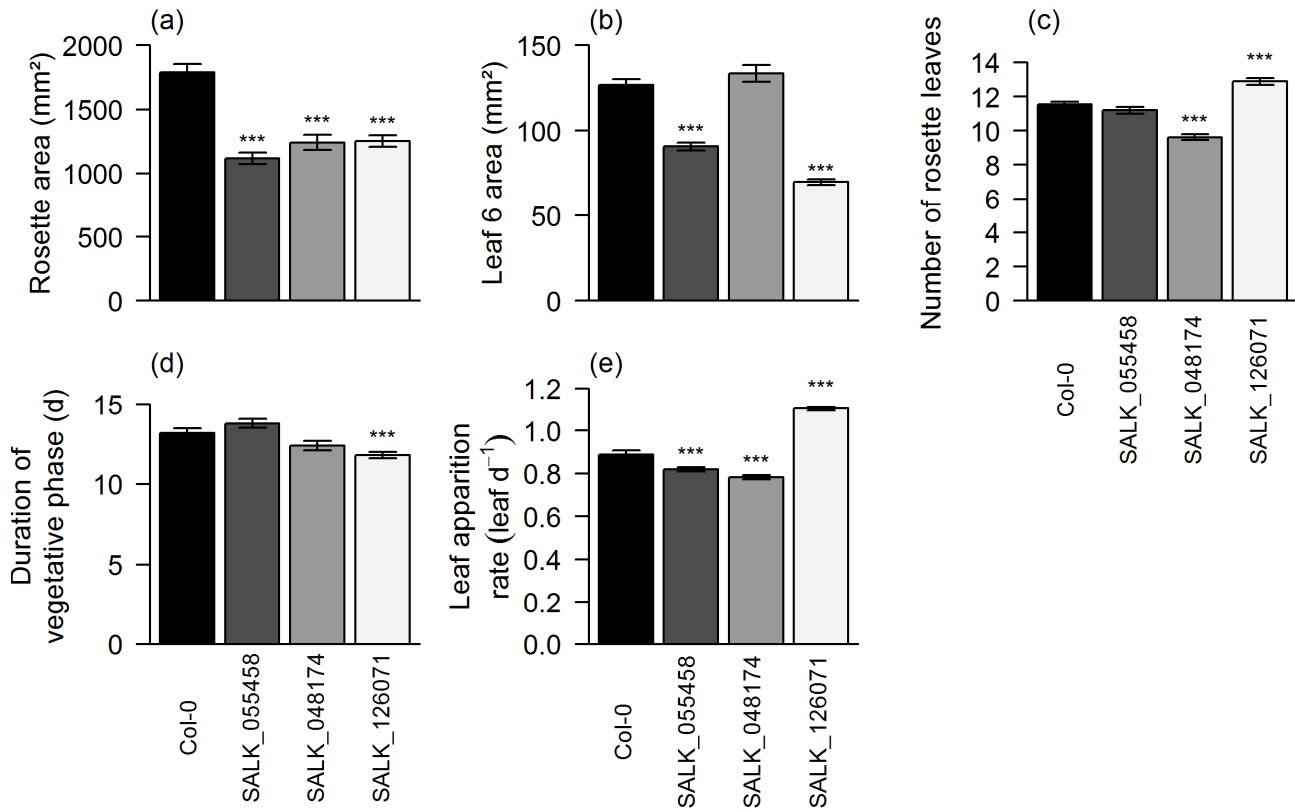 (a)
Rosette area (mm²)
2000
1500
1000
500
0
***
***
***
(b)
Leaf 6 area (mm²)
150
100
50
0
***
***
(c)
Number of rosette leaves
14
12
10
8
6
4
2
0
***
***
Col-0
SALK_055458
SALK_048174
SALK_126071
(d)
Duration of
vegetative phase (d)
15
10
5
0
***
Col-0
SALK_055458
SALK_048174
SALK_126071
(e)
Leaf apparition
rate (leaf d⁻¹)
1.2
1.0
0.8
0.6
0.4
0.2
0.0
***
***
***
Col-0
SALK_055458
SALK_048174
SALK_126071